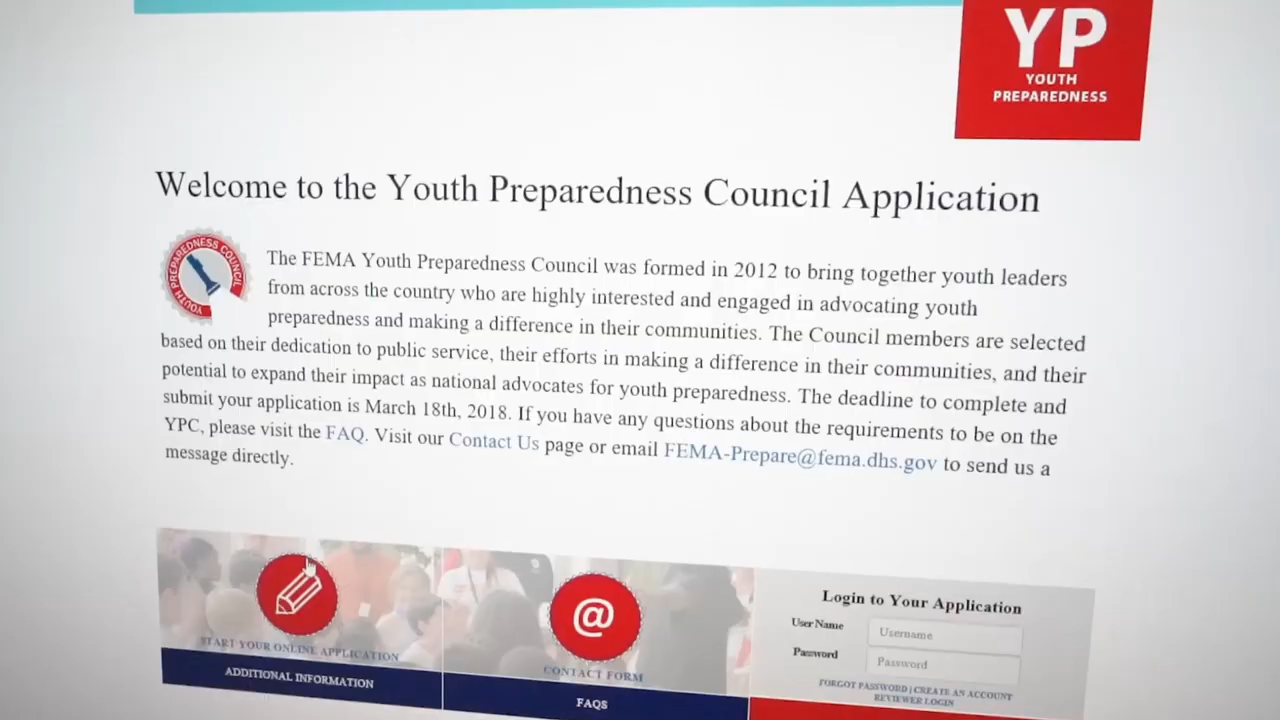 YP
YOUTH
PREPAREDNESS
Welcome to the Youth Preparedness Council Application
YOUTH PREPAREDNESS COUNCIL
The FEMA Youth Preparedness Council was formed in 2012 to bring together youth leaders
from across the country who are highly interested and engaged in advocating youth
preparedness and making a difference in their communities. The Council members are selected
based on their dedication to public service, their efforts in making a difference in their communities, and their
potential to expand their impact as national advocates for youth preparedness. The deadline to complete and
submit your application is March 18th, 2018. If you have any questions about the requirements to be on the
YPC, please visit the FAQ. Visit our Contact Us page or email FEMA-Prepare@fema.dhs.gov to send us a
message directly.
START YOUR ONLINE APPLICATION
ADDITIONAL INFORMATION
@
CONTACT FORM
FAQS
Login to Your Application
User Name
Username
Password
Password
FORGOT PASSWORD | CREATE AN ACCOUNT
REVIEWER LOGIN